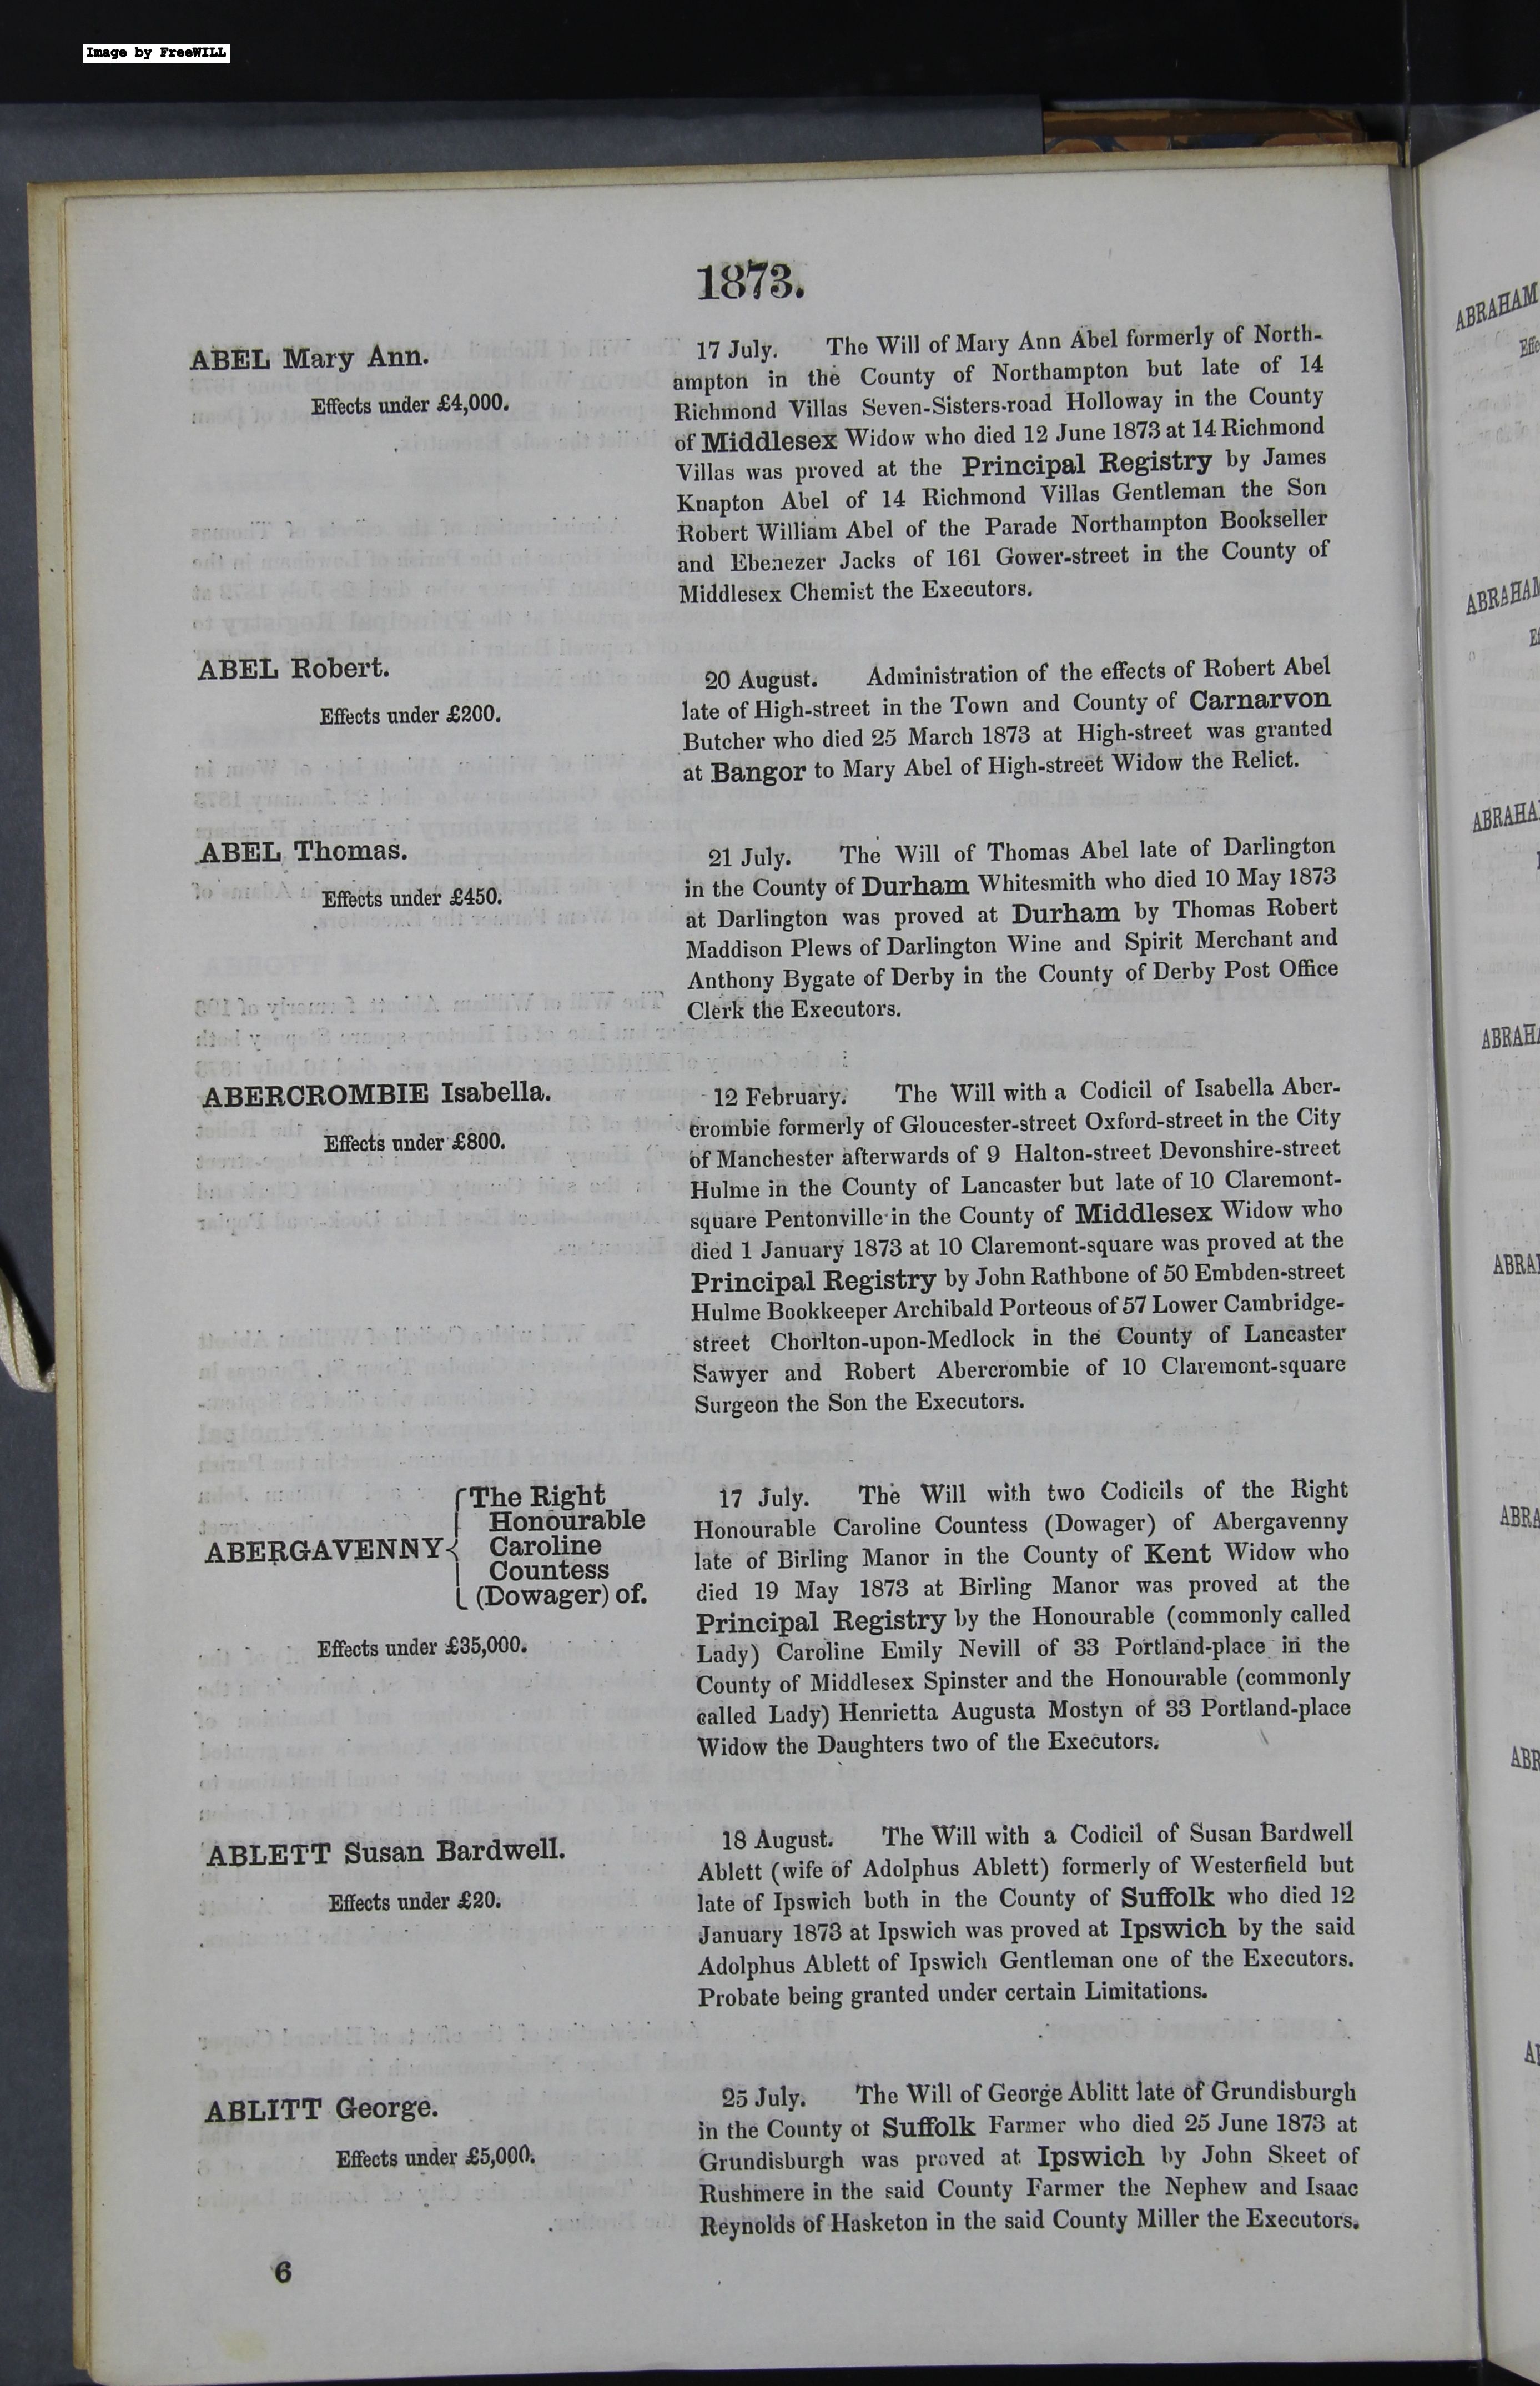 Image by FreeWILL
1873.
ABEL Mary Ann.
Effects under £4,000.
17 July. The Will of Mary Ann Abel formerly of North-
ampton in the County of Northampton but late of 14
Richmond Villas Seven-Sisters-road Holloway in the County
of Middlesex Widow who died 12 June 1873 at 14 Richmond
Villas was proved at the Principal Registry by James
Knapton Abel of 14 Richmond Villas Gentleman the Son
Robert William Abel of the Parade Northampton Bookseller
and Ebenezer Jacks of 161 Gower-street in the County of
Middlesex Chemist the Executors.
ABEL Robert.
Effects under £200.
20 August. Administration of the effects of Robert Abel
late of High-street in the Town and County of Carnarvon
Butcher who died 25 March 1873 at High-street was granted
at Bangor to Mary Abel of High-street Widow the Relict.
ABEL Thomas.
Effects under £450.
21 July. The Will of Thomas Abel late of Darlington
in the County of Durham Whitesmith who died 10 May 1873
at Darlington was proved at Durham by Thomas Robert
Maddison Plews of Darlington Wine and Spirit Merchant and
Anthony Bygate of Derby in the County of Derby Post Office
Clerk the Executors.
ABERCROMBIE Isabella.
Effects under £800.
12 February. The Will with a Codicil of Isabella Aber-
crombie formerly of Gloucester-street Oxford-street in the City
of Manchester afterwards of 9 Halton-street Devonshire-street
Hulme in the County of Lancaster but late of 10 Claremont-
square Pentonville in the County of Middlesex Widow who
died 1 January 1873 at 10 Claremont-square was proved at the
Principal Registry by John Rathbone of 50 Embden-street
Hulme Bookkeeper Archibald Porteous of 57 Lower Cambridge-
street Chorlton-upon-Medlock in the County of Lancaster
Sawyer and Robert Abercrombie of 10 Claremont-square
Surgeon the Son the Executors.
The Right
Honourable
ABERGAVENNY Caroline
Countess
(Dowager) of.
Effects under £35,000.
17 July. The Will with two Codicils of the Right
Honourable Caroline Countess (Dowager) of Abergavenny
late of Birling Manor in the County of Kent Widow who
died 19 May 1873 at Birling Manor was proved at the
Principal Registry by the Honourable (commonly called
Lady) Caroline Emily Nevill of 33 Portland-place in the
County of Middlesex Spinster and the Honourable (commonly
called Lady) Henrietta Augusta Mostyn of 33 Portland-place
Widow the Daughters two of the Executors.
ABLETT Susan Bardwell.
Effects under £20.
18 August. The Will with a Codicil of Susan Bardwell
Ablett (wife of Adolphus Ablett) formerly of Westerfield but
late of Ipswich both in the County of Suffolk who died 12
January 1873 at Ipswich was proved at Ipswich by the said
Adolphus Ablett of Ipswich Gentleman one of the Executors.
Probate being granted under certain Limitations.
ABLITT George.
Effects under £5,000.
25 July. The Will of George Ablitt late of Grundisburgh
in the County of Suffolk Farmer who died 25 June 1873 at
Grundisburgh was proved at Ipswich by John Skeet of
Rushmere in the said County Farmer the Nephew and Isaac
Reynolds of Hasketon in the said County Miller the Executors.
6
ABRAHAM